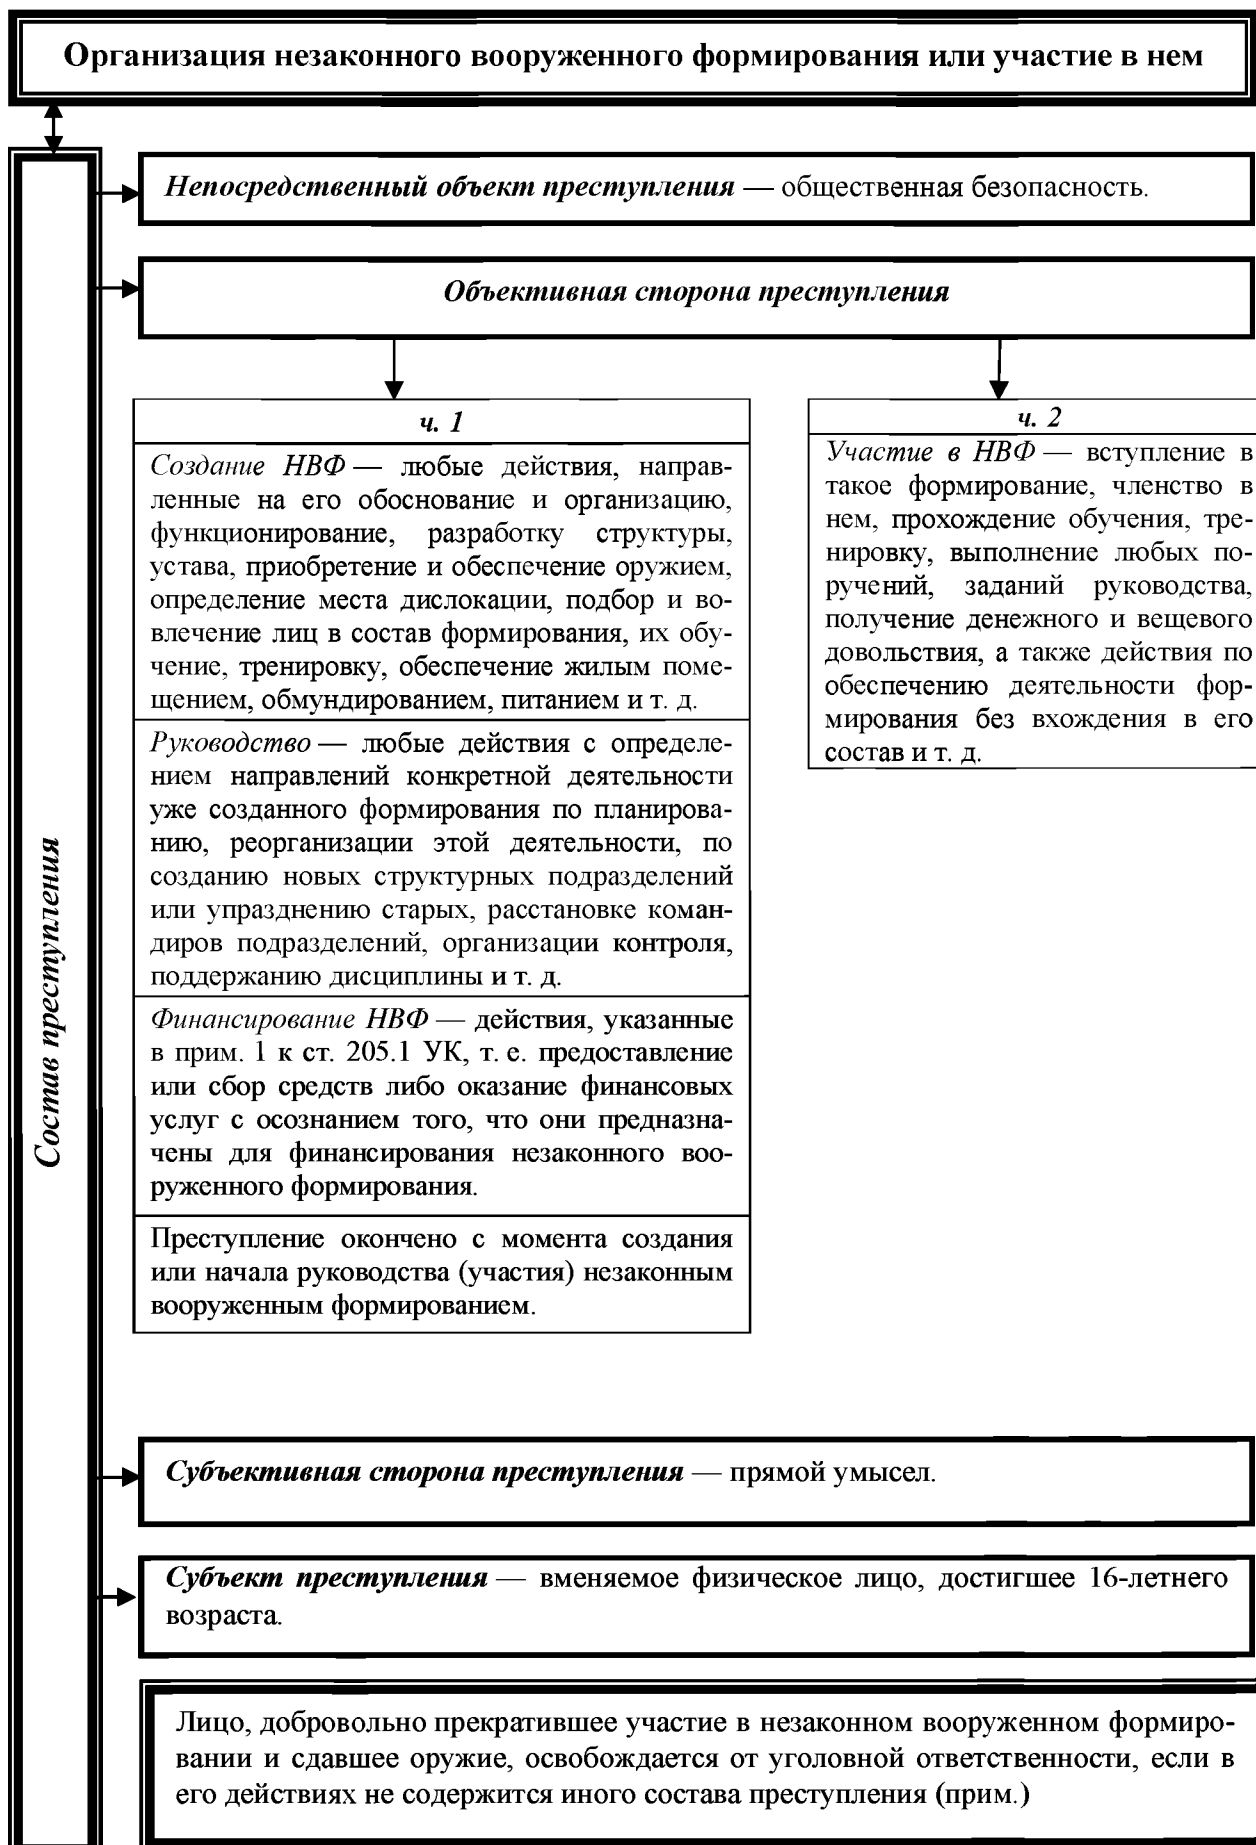 Организация незаконного вооруженного формирования или участие в нем
Состав преступления
Непосредственный объект преступления — общественная безопасность.
Объективная сторона преступления
ч. 1
Создание НВФ — любые действия, направ-
ленные на его обоснование и организацию,
функционирование, разработку структуры,
устава, приобретение и обеспечение оружием,
определение места дислокации, подбор и во-
влечение лиц в состав формирования, их обу-
чение, тренировку, обеспечение жилым поме-
щением, обмундированием, питанием и т. д.
Руководство — любые действия с определе-
нием направлений конкретной деятельности
уже созданного формирования по планирова-
нию, реорганизации этой деятельности, по
созданию новых структурных подразделений
или упразднению старых, расстановке коман-
диров подразделений, организации контроля,
поддержанию дисциплины и т. д.
Финансирование НВФ — действия, указанные
в прим. 1 к ст. 205.1 УК, т. е. предоставление
или сбор средств либо оказание финансовых
услуг с осознанием того, что они предназна-
чены для финансирования незаконного воо-
руженного формирования.
Преступление окончено с момента создания
или начала руководства (участия) незаконным
вооруженным формированием.
ч. 2
Участие в НВФ — вступление в
такое формирование, членство в
нем, прохождение обучения, тре-
нировку, выполнение любых по-
ручений, заданий руководства,
получение денежного и вещевого
довольствия, а также действия по
обеспечению деятельности фор-
мирования без вхождения в его
состав и т. д.
Субъективная сторона преступления — прямой умысел.
Субъект преступления — вменяемое физическое лицо, достигшее 16-летнего
возраста.
Лицо, добровольно прекратившее участие в незаконном вооруженном формиро-
вании и сдавшее оружие, освобождается от уголовной ответственности, если в
его действиях не содержится иного состава преступления (прим.)